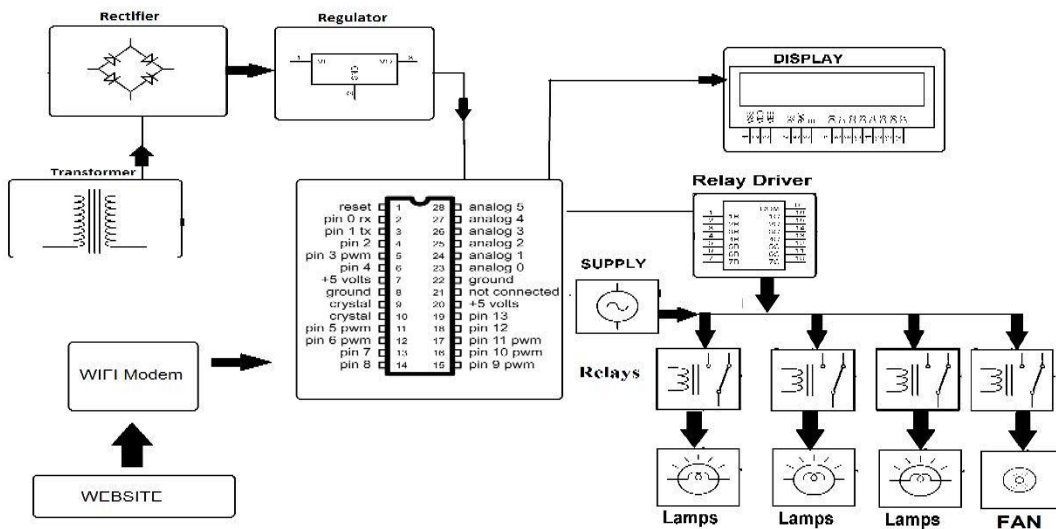 Rectifier
Regulator
DISPLAY
Transformer
Relay Driver
reset 1 28 analog 5
pin 0 rx 2 27 analog 4
pin 1 tx 3 26 analog 3
pin 2 4 25 analog 2
pin 3 pwm 5 24 analog 1
pin 4 6 23 analog 0
+5 volts 7 22 ground
ground 8 21 not connected
crystal 9 20 +5 volts
crystal 10 19 pin 13
pin 5 pwm 11 18 pin 12
pin 6 pwm 12 17 pin 11 pwm
pin 7 13 16 pin 10 pwm
pin 8 14 15 pin 9 pwm
SUPPLY
WIFI Modem
Relays
WEBSITE
Lamps
Lamps
Lamps
FAN